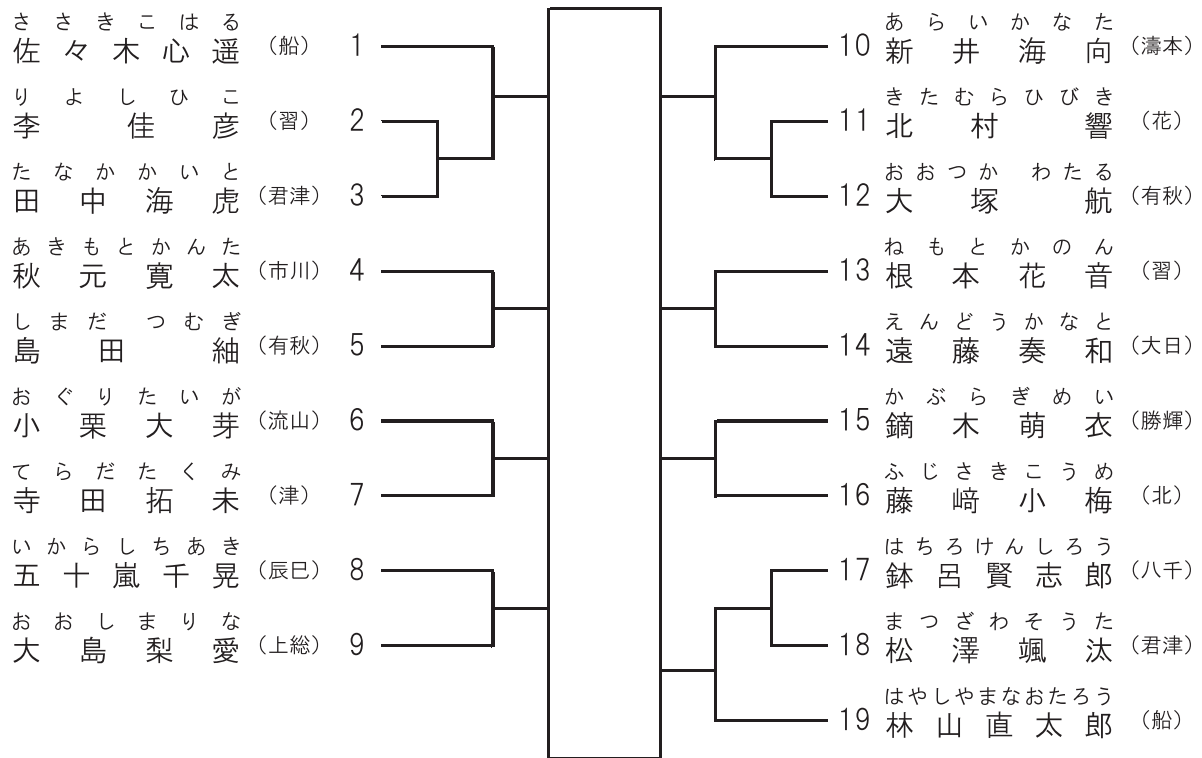 ささきこはる
佐々木心遥 (船) 1
りよしひこ
李佳彦 (習) 2
たなかかいと
田中海虎 (君津) 3
あきもとかんた
秋元寛太 (市川) 4
しまだ つむぎ
島田紬 (有秋) 5
おぐりたいが
小栗大芽 (流山) 6
てらだたくみ
寺田拓未 (津) 7
いからしちあき
五十嵐千晃 (辰巳) 8
おおしまりな
大島梨愛 (上総) 9
あらいかなた
10 新井海向 (濤本)
きたむらひびき
11 北村響 (花)
おおつか わたる
12 大塚航 (有秋)
ねもとかのん
13 根本花音 (習)
えんどうかなと
14 遠藤奏和 (大日)
かぶらぎめい
15 鏑木萌衣 (勝輝)
ふじさきこうめ
16 藤﨑小梅 (北)
はちろけんしろう
17 鉢呂賢志郎 (八千)
まつざわそうた
18 松澤颯汰 (君津)
はやしやまなおたろう
19 林山直太郎 (船)